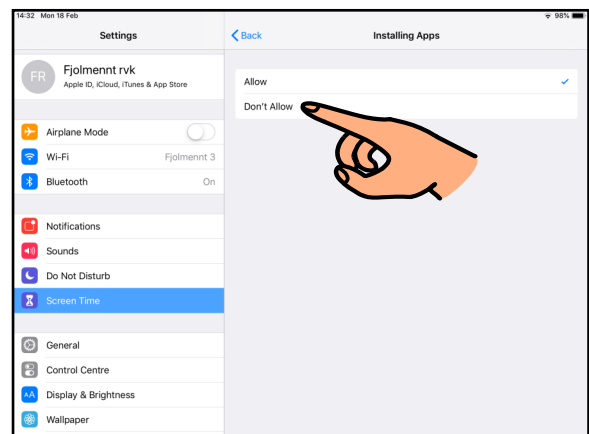 14:32 Mon 18 Feb
98%
Settings
Back
Installing Apps
FR
Fjolmennt rvk
Apple ID, iCloud, iTunes & App Store
Allow
Don't Allow
Airplane Mode
Wi-Fi Fjolmennt 3
Bluetooth On
Notifications
Sounds
Do Not Disturb
Screen Time
General
Control Centre
AA Display & Brightness
Wallpaper